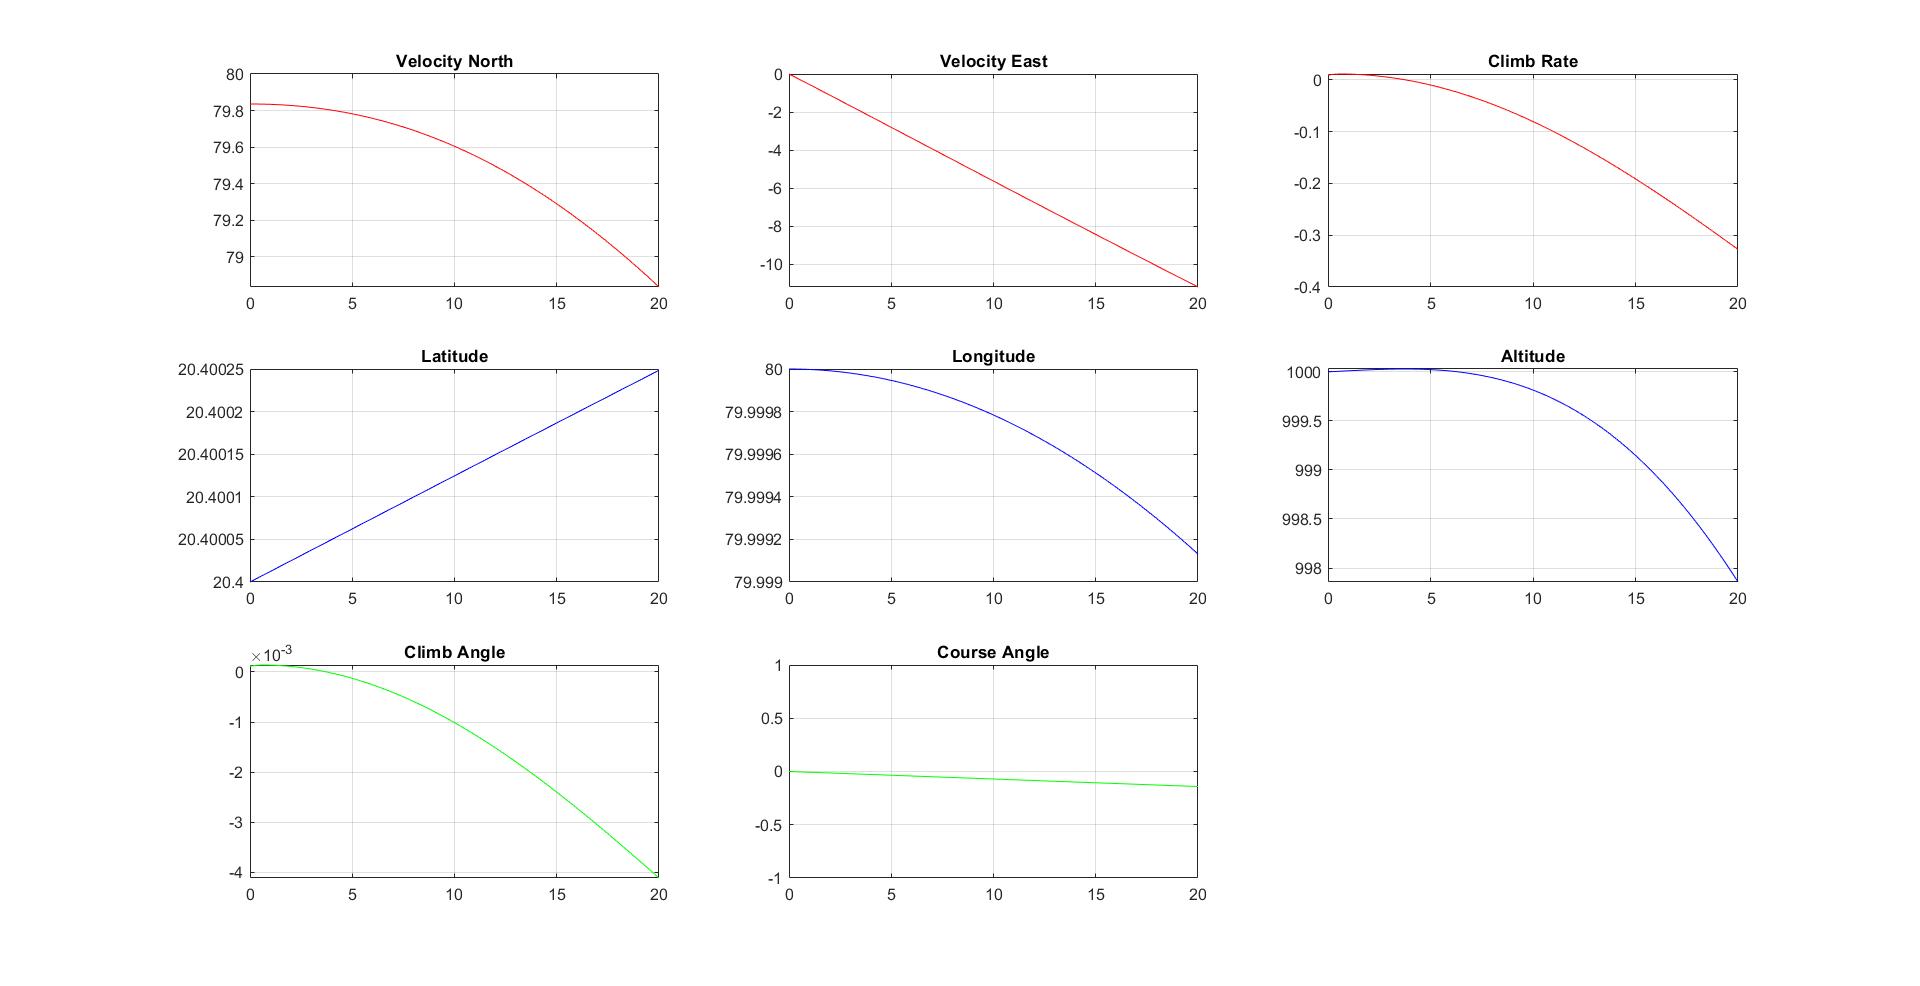 Velocity North
80
79.8
79.6
79.4
79.2
79
0 5 10 15 20
Velocity East
0
-2
-4
-6
-8
-10
0 5 10 15 20
Climb Rate
0
-0.1
-0.2
-0.3
-0.4
0 5 10 15 20
Latitude
20.40025
20.4002
20.40015
20.4001
20.40005
20.4
0 5 10 15 20
Longitude
80
79.9998
79.9996
79.9994
79.9992
79.999
0 5 10 15 20
Altitude
1000
999.5
999
998.5
998
0 5 10 15 20
Climb Angle
×10-3
0
-1
-2
-3
-4
0 5 10 15 20
Course Angle
1
0.5
0
-0.5
-1
0 5 10 15 20